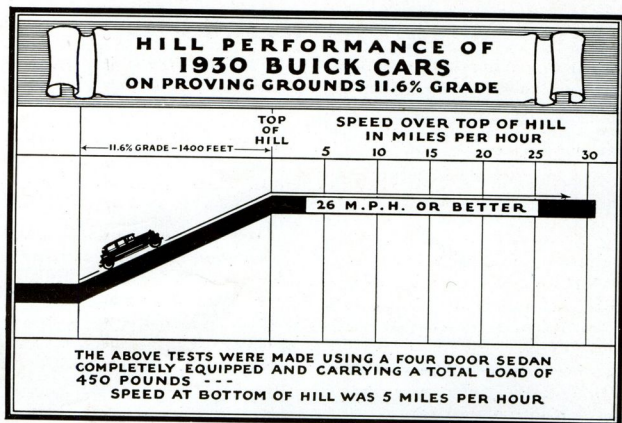 HILL PERFORMANCE OF
1930 BUICK CARS
ON PROVING GROUNDS 11.6% GRADE
TOP
OF
HILL
SPEED OVER TOP OF HILL
IN MILES PER HOUR
11.6% GRADE - 1400 FEET
5 10 15 20 25 30
26 M.P.H. OR BETTER
THE ABOVE TESTS WERE MADE USING A FOUR DOOR SEDAN
COMPLETELY EQUIPPED AND CARRYING A TOTAL LOAD OF
450 POUNDS ---
SPEED AT BOTTOM OF HILL WAS 5 MILES PER HOUR